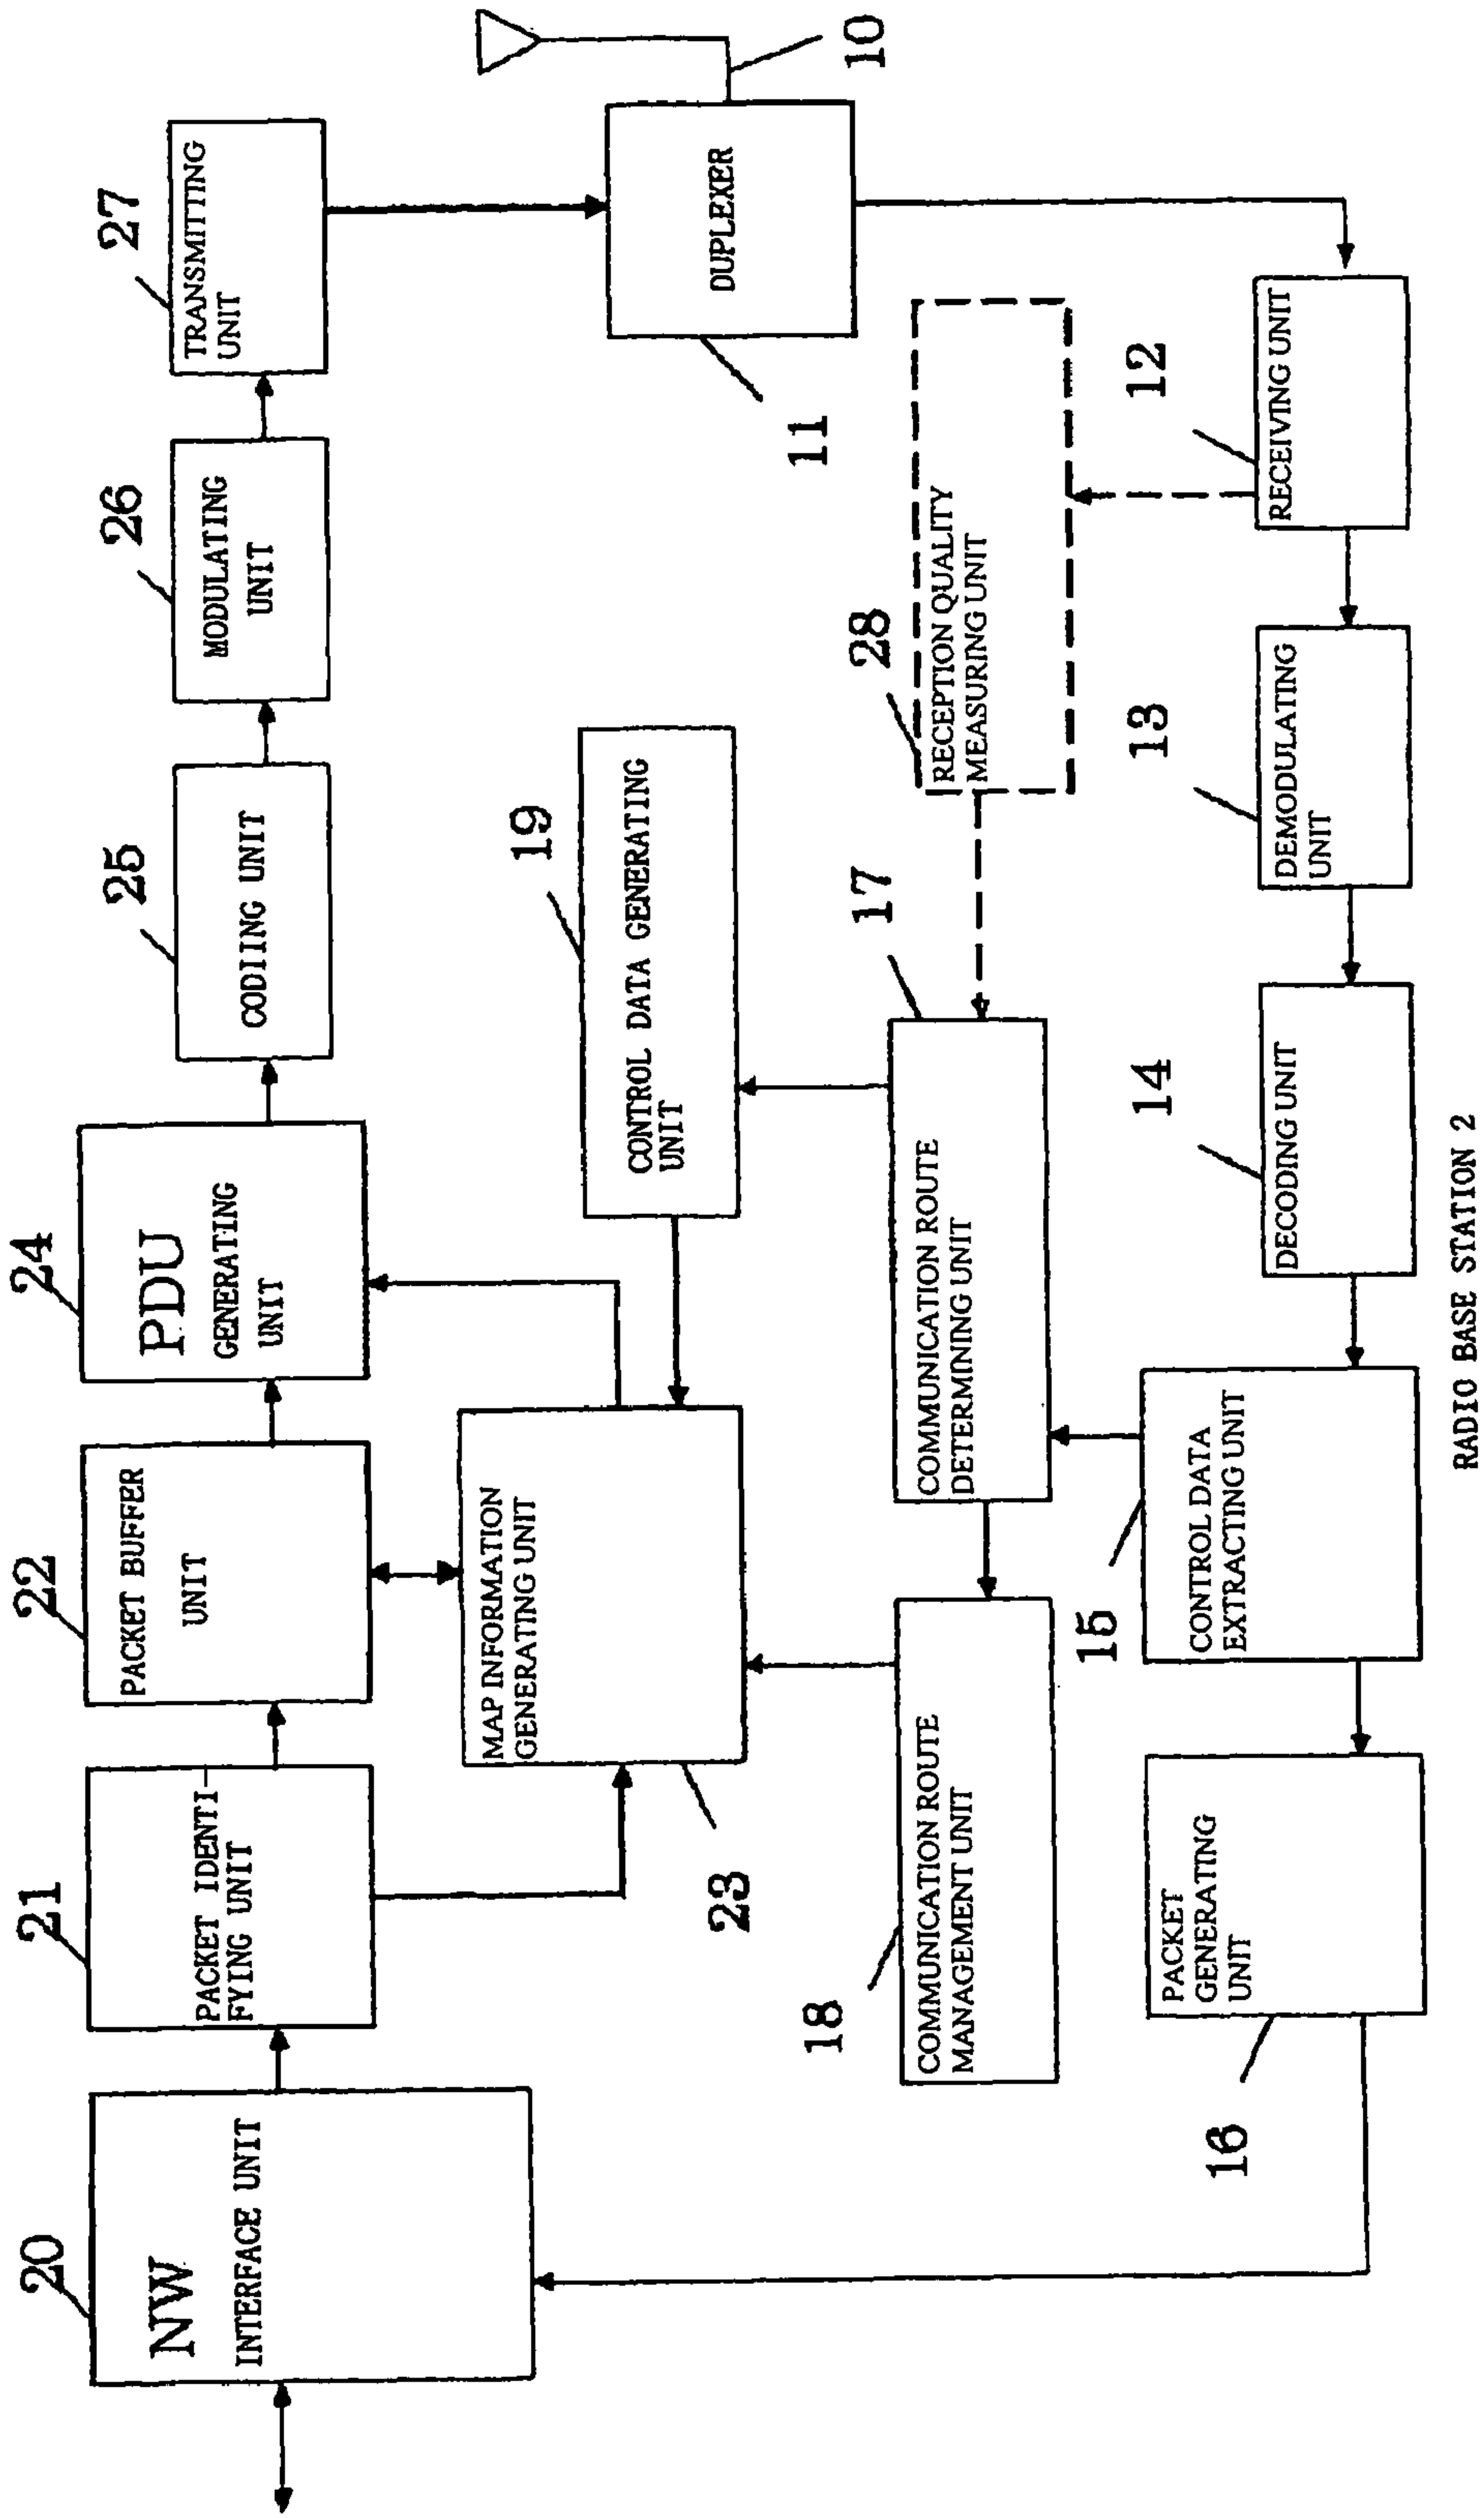 20
NW
INTERFACE UNIT
21
PACKET IDENTI—
FYING UNIT
22
PACKET BUFFER
UNIT
24
PDU
GENERATING
UNIT
25
CODING UNIT
26
MODULATING
UNIT
27
TRANSMITTING
UNIT
MAP INFORMATION
GENERATING UNIT
23
19
CONTROL DATA GENERATING
UNIT
DUPLEXER
11
10
18
COMMUNICATION ROUTE
MANAGEMENT UNIT
17
COMMUNICATION ROUTE
DETERMINING UNIT
28
RECEPTION QUALITY
MEASURING UNIT
PACKET
GENERATING
UNIT
16
15
CONTROL DATA
EXTRACTING UNIT
14
DECODING UNIT
13
DEMODULATING
UNIT
12
RECEIVING UNIT
RADIO BASE STATION 2